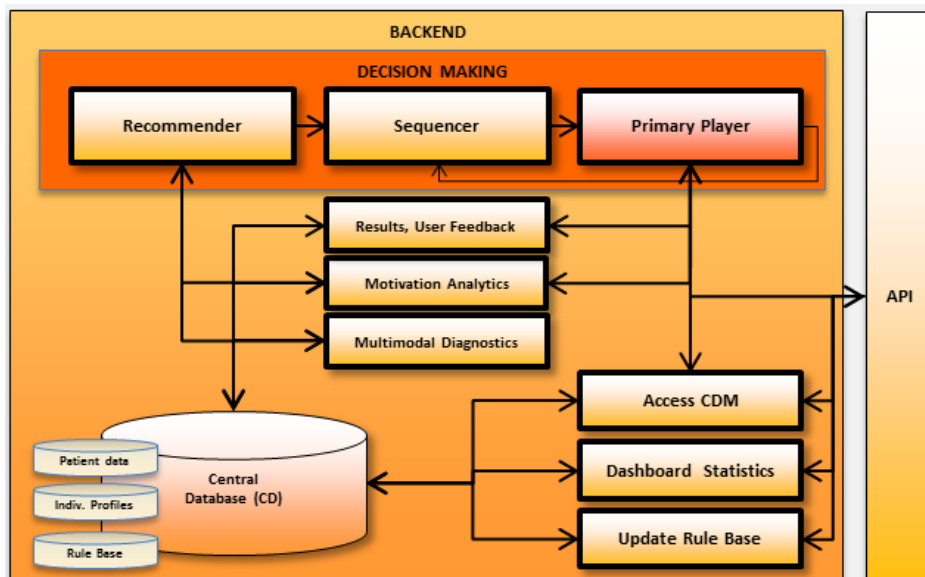 BACKEND
DECISION MAKING
Recommender
Sequencer
Primary Player
Results, User Feedback
Motivation Analytics
API
Multimodal Diagnostics
Access CDM
Patient data
Central
Database (CD)
Dashboard Statistics
Indiv. Profiles
Update Rule Base
Rule Base